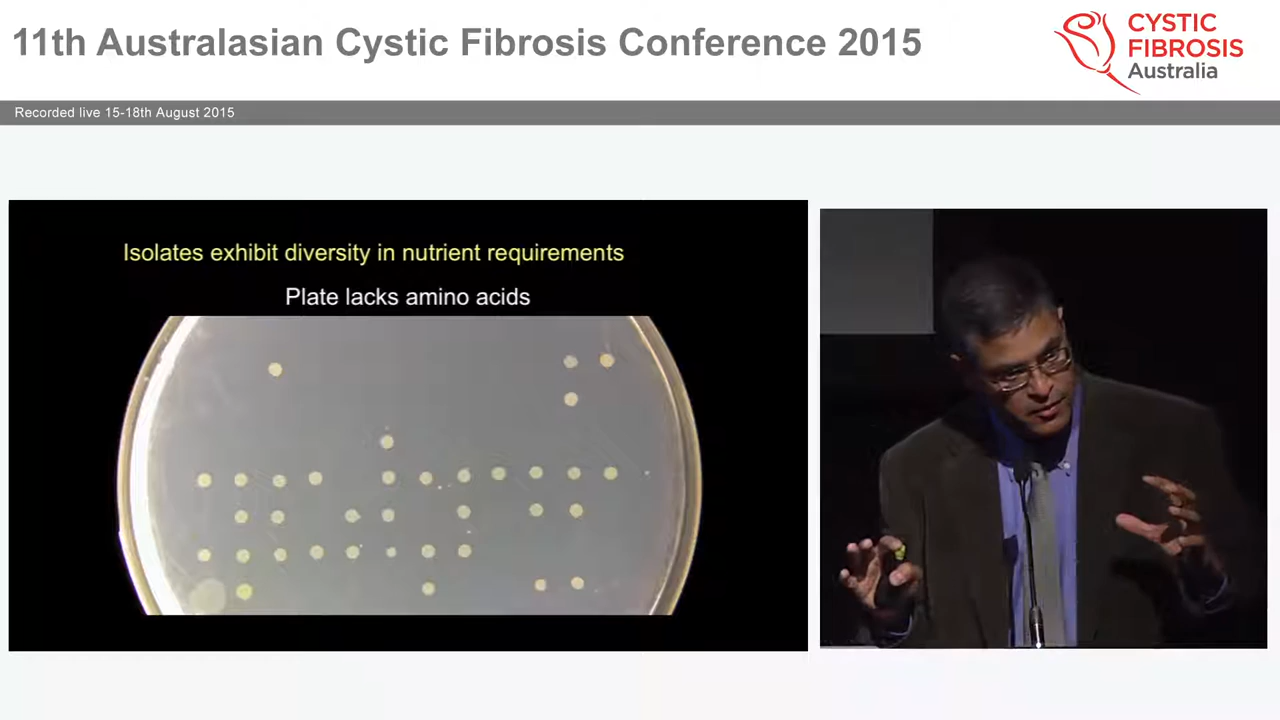 11th Australasian Cystic Fibrosis Conference 2015
CYSTIC
FIBROSIS
Australia
Recorded live 15-18th August 2015
Isolates exhibit diversity in nutrient requirements
Plate lacks amino acids